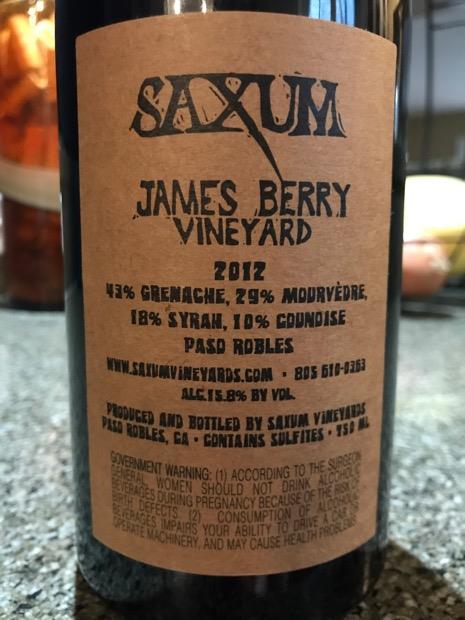 SAXUM
JAMES BERRY
VINEYARD
2012
43% GRENACHE, 29% MOURVÈDRE,
18% SYRAH, 10% COUNOISE
PASO ROBLES
WWW.SAXUMVINEYARDS.COM • 805 610-0363
ALC.15.8% BY VOL.
PRODUCED AND BOTTLED BY SAXUM VINEYARDS
PASO ROBLES, CA • CONTAINS SULFITES • 750 ML
GOVERNMENT WARNING: (1) ACCORDING TO THE SURGEON
GENERAL, WOMEN SHOULD NOT DRINK ALCOHOLIC
BEVERAGES DURING PREGNANCY BECAUSE OF THE RISK OF
BIRTH DEFECTS. (2) CONSUMPTION OF ALCOHOLIC
BEVERAGES IMPAIRS YOUR ABILITY TO DRIVE A CAR OR
OPERATE MACHINERY, AND MAY CAUSE HEALTH PROBLEMS.